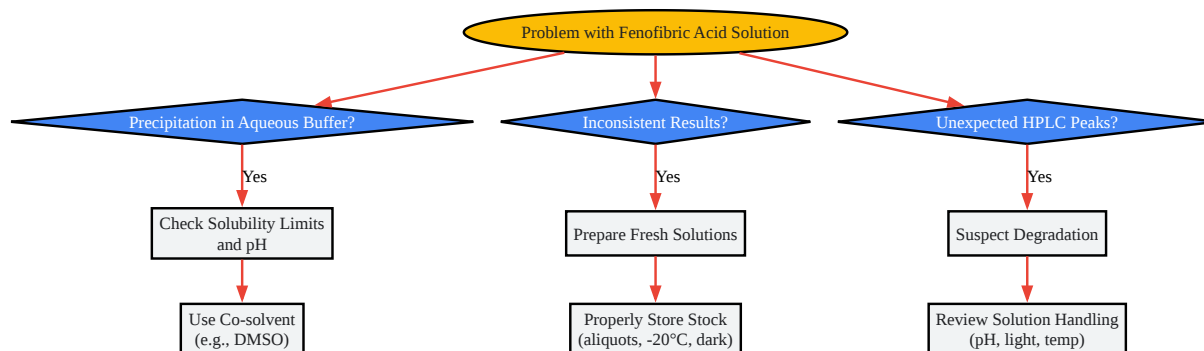 Problem with Fenofibric Acid Solution
Precipitation in Aqueous Buffer?
Inconsistent Results?
Unexpected HPLC Peaks?
Yes
Yes
Yes
Check Solubility Limits
and pH
Prepare Fresh Solutions
Suspect Degradation
Use Co-solvent
(e.g., DMSO)
Properly Store Stock
(aliquots, -20°C, dark)
Review Solution Handling
(pH, light, temp)